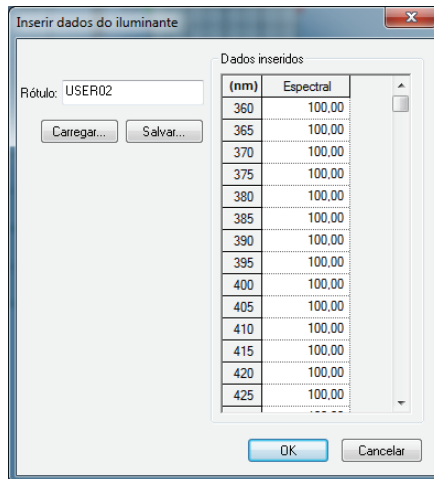 Inserir dados do iluminante
Dados inseridos
Rótulo: USER02
Carregar... Salvar...
(nm) Espectral
360 100,00
365 100,00
370 100,00
375 100,00
380 100,00
385 100,00
390 100,00
395 100,00
400 100,00
405 100,00
410 100,00
415 100,00
420 100,00
425 100,00
OK Cancelar